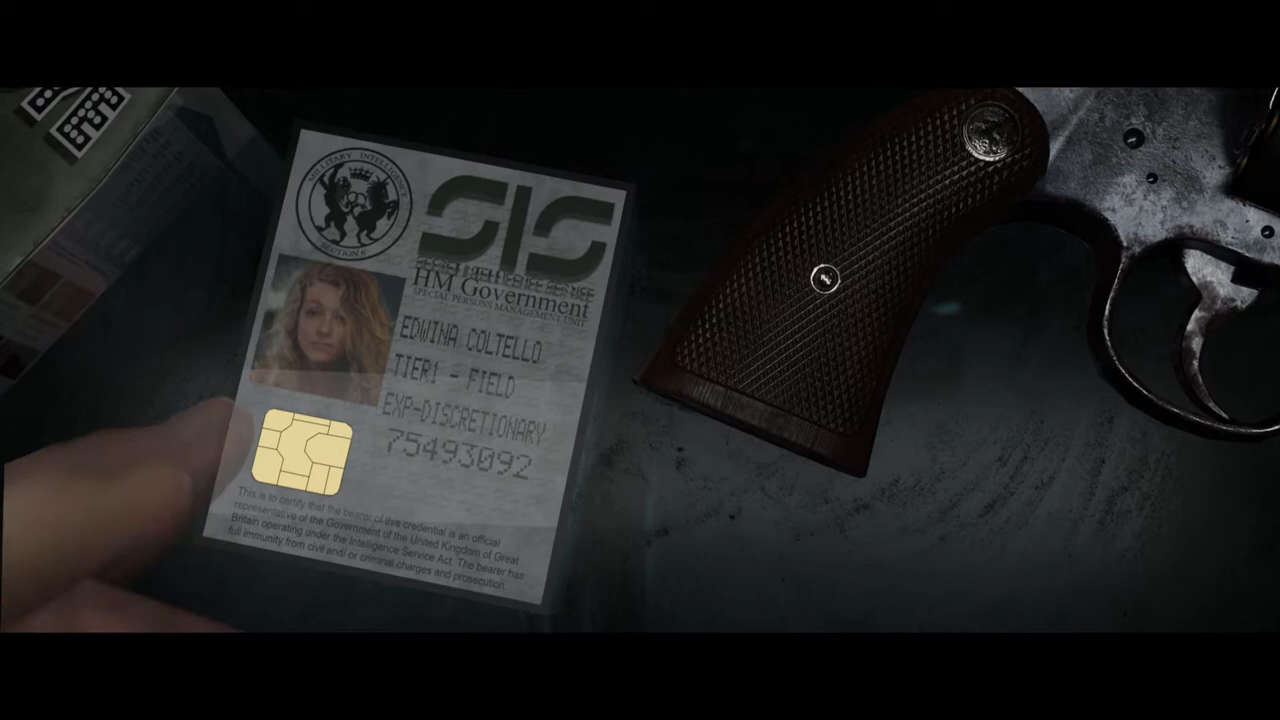 MILITARY INTELLIGENCE
SECTION 6
SIS
SECRET INTELLIGENCE SERVICE
HM Government
SPECIAL PERSONS MANAGEMENT UNIT
EDWINA COLTELLO
TIER1 - FIELD
EXP-DISCRETIONARY
75493092
This is to certify that the bearer of this credential is an official
representative of the Government of the United Kingdom of Great
Britain operating under the Intelligence Service Act. The bearer has
full immunity from civil and/ or criminal charges and prosecution